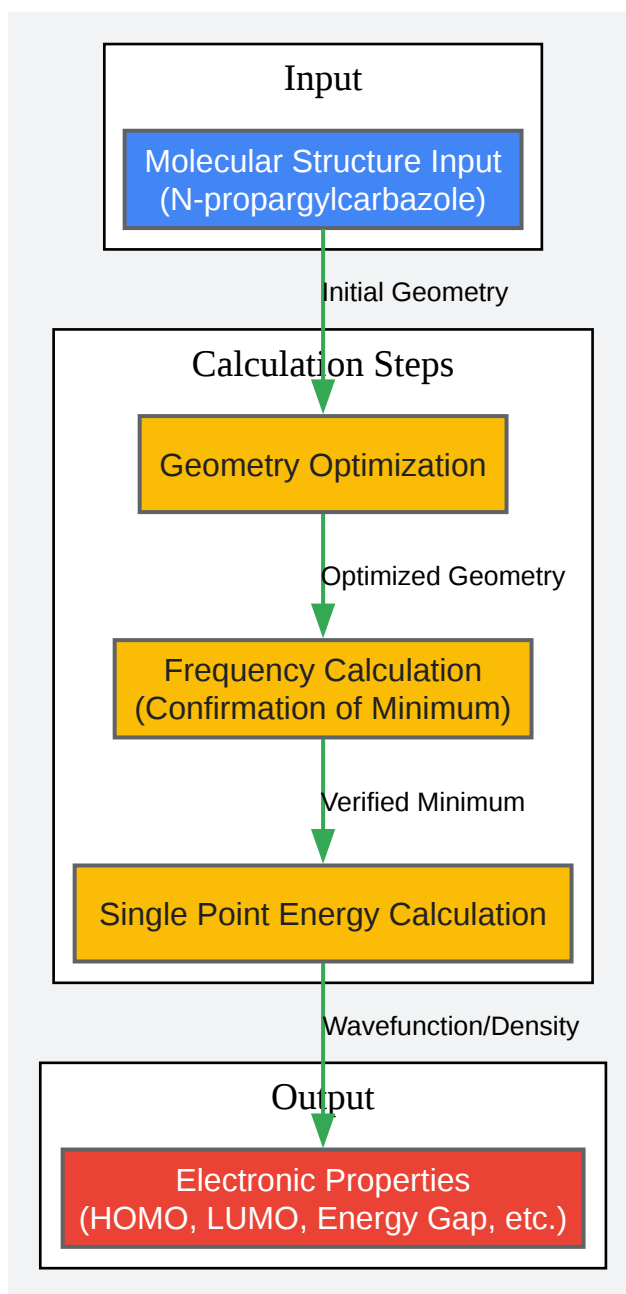 Input
Molecular Structure Input
(N-propargylcarbazole)
Initial Geometry
Calculation Steps
Geometry Optimization
Optimized Geometry
Frequency Calculation
(Confirmation of Minimum)
Verified Minimum
Single Point Energy Calculation
Wavefunction/Density
Output
Electronic Properties
(HOMO, LUMO, Energy Gap, etc.)